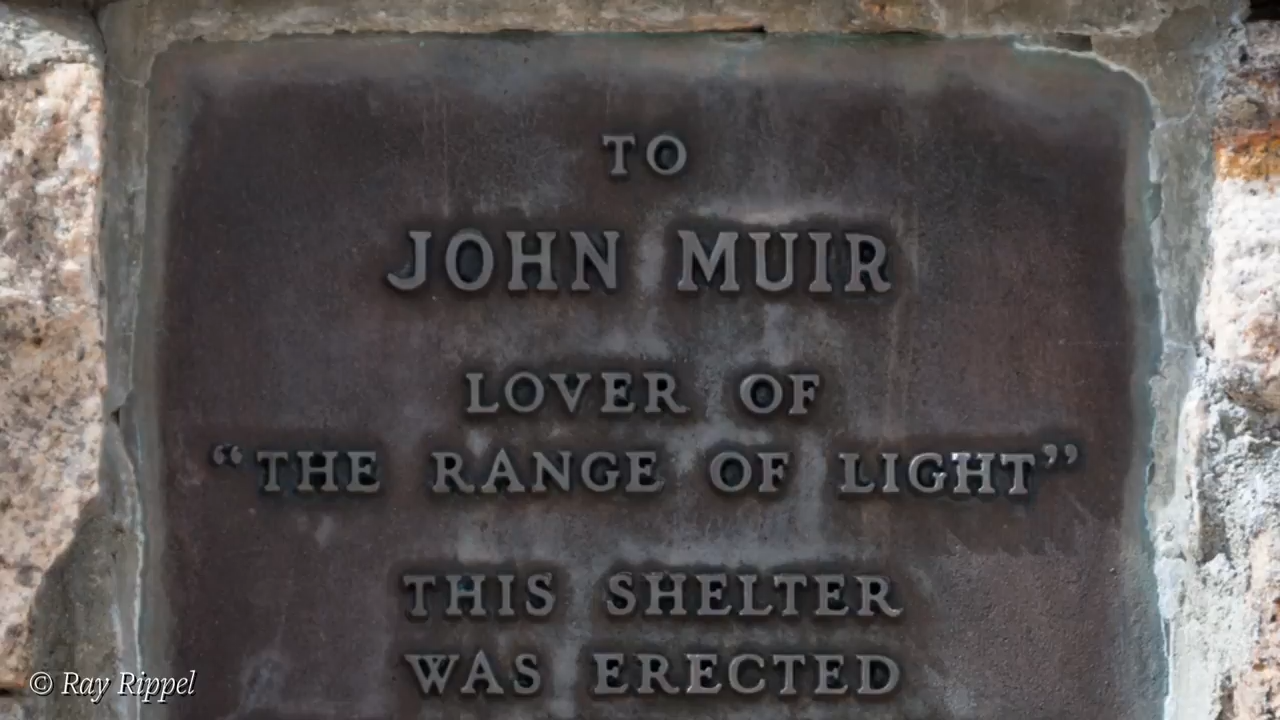 TO
JOHN MUIR
LOVER OF
“THE RANGE OF LIGHT”
THIS SHELTER
WAS ERECTED
© Ray Rippel